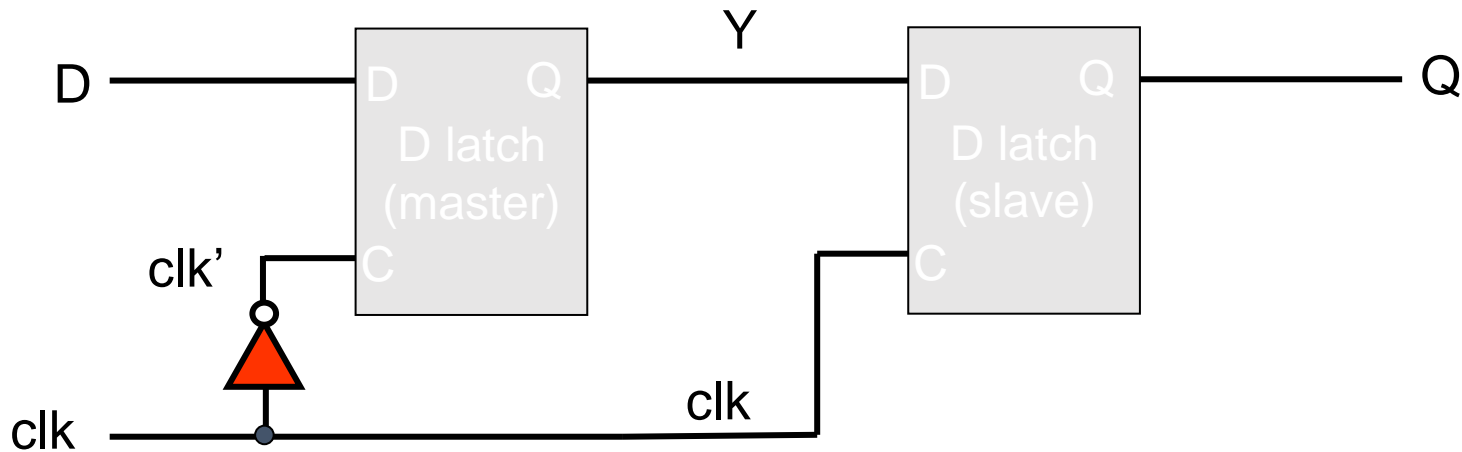 Y
D
D
Q
D
Q
Q
D latch
(master)
D latch
(slave)
clk’
C
C
clk
clk